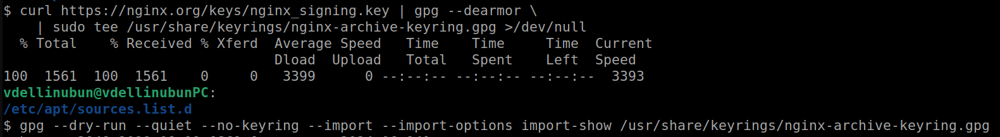 $ curl https://nginx.org/keys/nginx_signing.key | gpg --dearmor \
    | sudo tee /usr/share/keyrings/nginx-archive-keyring.gpg >/dev/null
  % Total    % Received % Xferd  Average Speed   Time    Time     Time  Current
                                 Dload  Upload   Total   Spent    Left  Speed
100  1561  100  1561    0     0   3399      0 --:--:-- --:--:-- --:--:--  3393
vdellinubun@vdellinubunPC:
/etc/apt/sources.list.d
$ gpg --dry-run --quiet --no-keyring --import --import-options import-show /usr/share/keyrings/nginx-archive-keyring.gpg